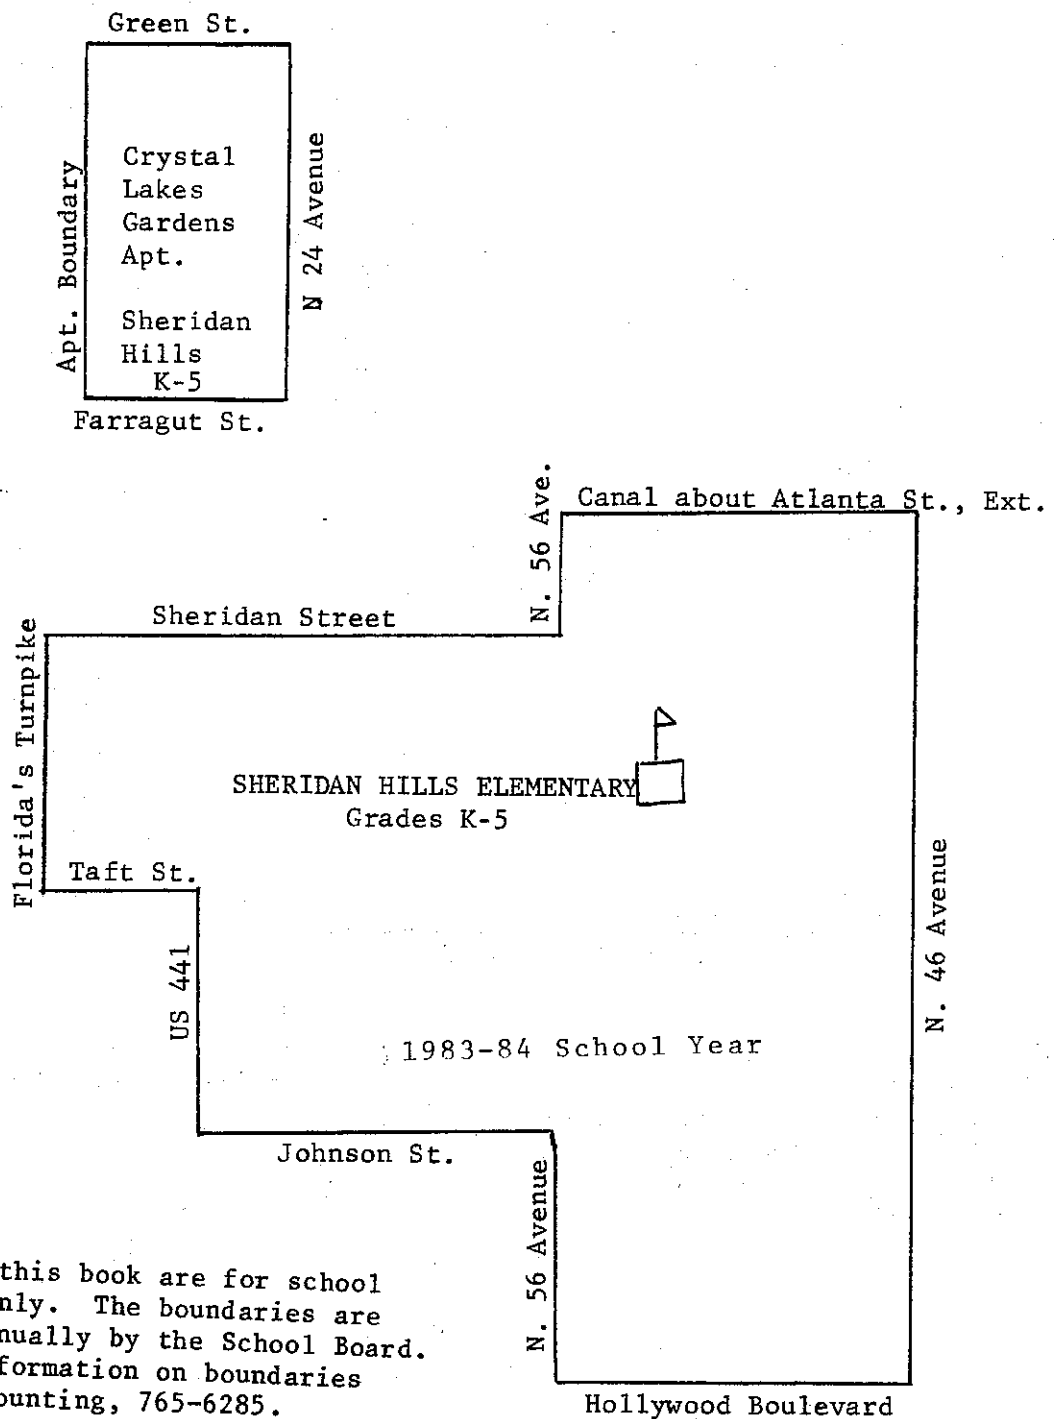 Green St.
Apt. Boundary
Crystal
Lakes
Gardens
Apt.
Sheridan
Hills
K-5
N 24 Avenue
Farragut St.
N. 56 Ave.
Canal about Atlanta St., Ext.
Sheridan Street
Florida's Turnpike
SHERIDAN HILLS ELEMENTARY
Grades K-5
Taft St.
US 441
N. 46 Avenue
1983-84 School Year
Johnson St.
N. 56 Avenue
this book are for school
nly. The boundaries are
nually by the School Board.
formation on boundaries
ounting, 765-6285.
Hollywood Boulevard